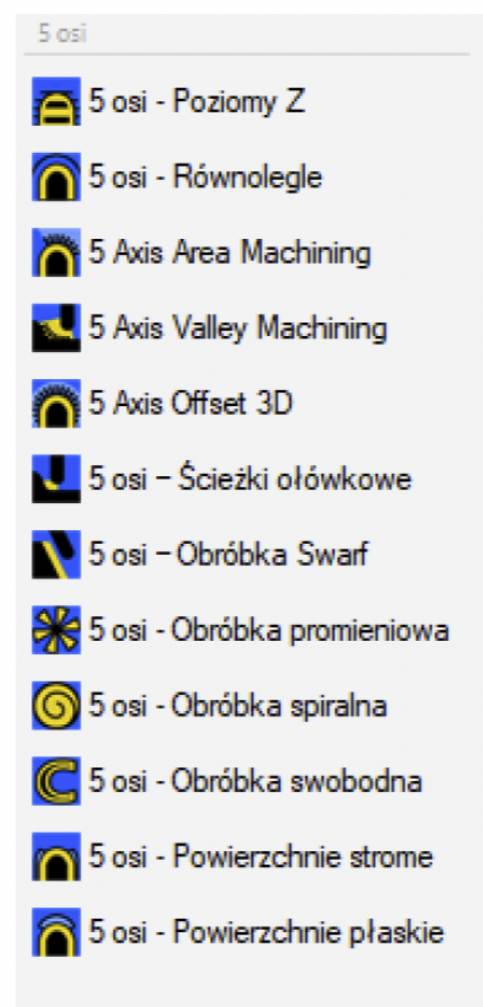 5 osi
5 osi - Poziomy Z
5 osi - Równolegle
5 Axis Area Machining
5 Axis Valley Machining
5 Axis Offset 3D
5 osi – Ścieżki ołówkowe
5 osi – Obróbka Swarf
5 osi - Obróbka promieniowa
5 osi - Obróbka spiralna
5 osi - Obróbka swobodna
5 osi - Powierzchnie strome
5 osi - Powierzchnie płaskie